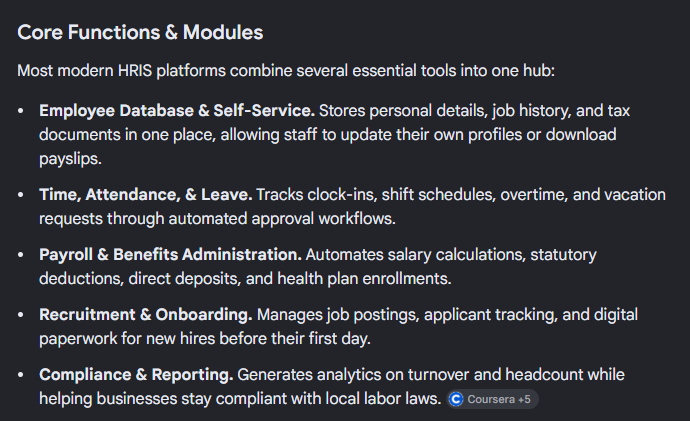 Core Functions & Modules
Most modern HRIS platforms combine several essential tools into one hub:
• Employee Database & Self-Service. Stores personal details, job history, and tax
documents in one place, allowing staff to update their own profiles or download
payslips.
• Time, Attendance, & Leave. Tracks clock-ins, shift schedules, overtime, and vacation
requests through automated approval workflows.
• Payroll & Benefits Administration. Automates salary calculations, statutory
deductions, direct deposits, and health plan enrollments.
• Recruitment & Onboarding. Manages job postings, applicant tracking, and digital
paperwork for new hires before their first day.
• Compliance & Reporting. Generates analytics on turnover and headcount while
helping businesses stay compliant with local labor laws. Coursera +5